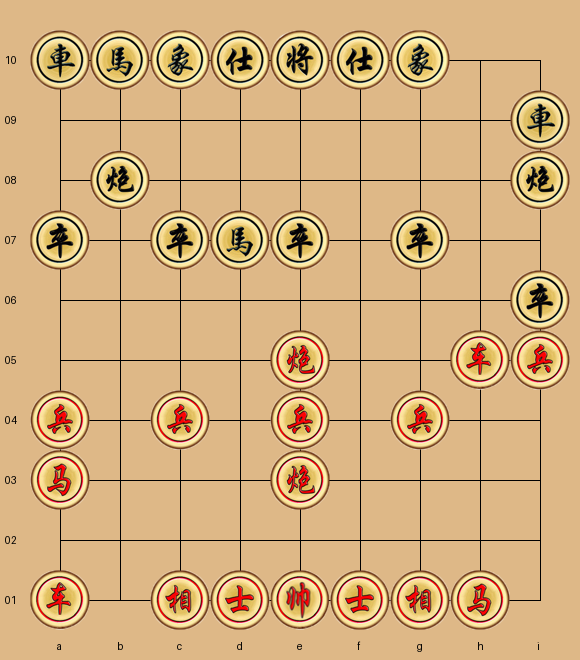 10 車 馬 象 仕 将 仕 象
09 車
08 炮 炮
07 卒 卒 馬 卒 卒
06 卒
05 炮 车 兵
04 兵 兵 兵 兵
03 马 炮
02
01 车 相 士 帅 士 相 马
a b c d e f g h i